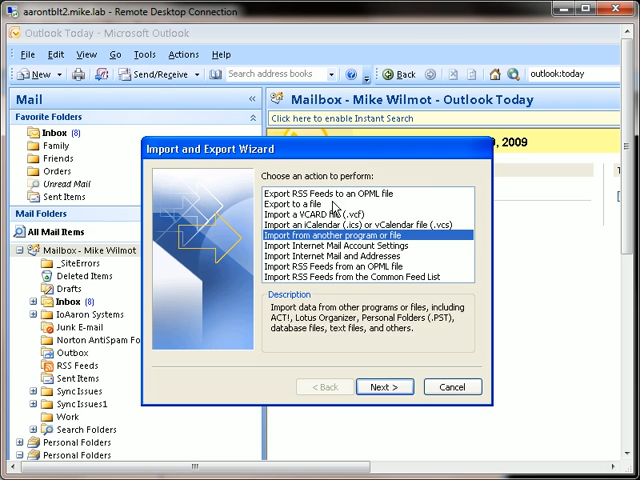 aarontblt2.mike.lab - Remote Desktop Connection
Outlook Today - Microsoft Outlook
File Edit View Go Tools Actions Help
New Send/Receive Search address books Back outlook:today
Mail
Favorite Folders
Inbox (8)
Family
Friends
Orders
Unread Mail
Sent Items
Mail Folders
All Mail Items
Mailbox - Mike Wilmot
_SiteErrors
Deleted Items
Drafts
Inbox (8)
IoAaron Systems
Junk E-mail
Norton AntiSpam Fo
Outbox
RSS Feeds
Sent Items
Sync Issues
Sync Issues1
Work
Search Folders
Personal Folders
Personal Folders
Mailbox - Mike Wilmot - Outlook Today
Click here to enable Instant Search
, 2009
Import and Export Wizard
Choose an action to perform:
Export RSS Feeds to an OPML file
Export to a file
Import a VCARD file (.vcf)
Import an iCalendar (.ics) or vCalendar file (.vcs)
Import from another program or file
Import Internet Mail Account Settings
Import Internet Mail and Addresses
Import RSS Feeds from an OPML file
Import RSS Feeds from the Common Feed List
Description
Import data from other programs or files, including
ACT!, Lotus Organizer, Personal Folders (.PST),
database files, text files, and others.
< Back Next > Cancel